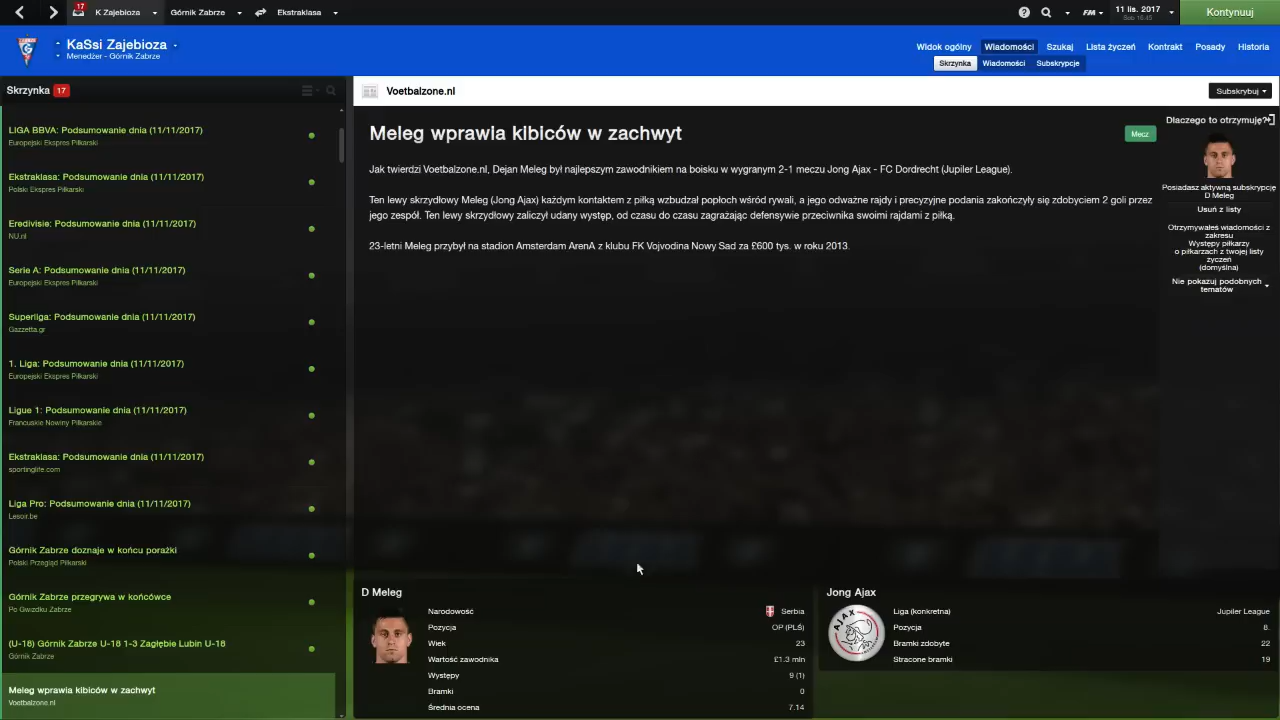 17
K Zajebioza
Górnik Zabrze
Ekstraklasa
FM
11 lis. 2017
Sob 15:45
Kontynuuj
KaSsi Zajebioza
Menedżer - Górnik Zabrze
Widok ogólny
Wiadomości
Szukaj
Lista życzeń
Kontrakt
Posady
Historia
Skrzynka
Wiadomości
Subskrypcje
Skrzynka 17
LIGA BBVA: Podsumowanie dnia (11/11/2017)
Europejski Ekspres Piłkarski
Ekstraklasa: Podsumowanie dnia (11/11/2017)
Polski Ekspres Piłkarski
Eredivisie: Podsumowanie dnia (11/11/2017)
NU.nl
Serie A: Podsumowanie dnia (11/11/2017)
Europejski Ekspres Piłkarski
Superliga: Podsumowanie dnia (11/11/2017)
Gazzetta.gr
1. Liga: Podsumowanie dnia (11/11/2017)
Europejski Ekspres Piłkarski
Ligue 1: Podsumowanie dnia (11/11/2017)
Francuskie Nowiny Piłkarskie
Ekstraklasa: Podsumowanie dnia (11/11/2017)
sportinglife.com
Liga Pro: Podsumowanie dnia (11/11/2017)
Lesoir.be
Górnik Zabrze doznaje w końcu porażki
Polski Przegląd Piłkarski
Górnik Zabrze przegrywa w końcówce
Po Gwizdku Zabrze
(U-18) Górnik Zabrze U-18 1-3 Zagłębie Lubin U-18
Górnik Zabrze
Meleg wprawia kibiców w zachwyt
Voetbalzone.nl
Voetbalzone.nl
Subskrybuj
Meleg wprawia kibiców w zachwyt
Mecz
Jak twierdzi Voetbalzone.nl, Dejan Meleg był najlepszym zawodnikiem na boisku w wygranym 2-1 meczu Jong Ajax - FC Dordrecht (Jupiler League).
Ten lewy skrzydłowy Meleg (Jong Ajax) każdym kontaktem z piłką wzbudzał popłoch wśród rywali, a jego odważne rajdy i precyzyjne podania zakończyły się zdobyciem 2 goli przez
jego zespół. Ten lewy skrzydłowy zaliczył udany występ, od czasu do czasu zagrażając defensywie przeciwnika swoimi rajdami z piłką.
23-letni Meleg przybył na stadion Amsterdam ArenA z klubu FK Vojvodina Nowy Sad za £600 tys. w roku 2013.
Dlaczego to otrzymuję?
Posiadasz aktywną subskrypcję
D Meleg
Usuń z listy
Otrzymywałeś wiadomości z
zakresu
Występy piłkarzy
o piłkarzach z twojej listy
życzeń
(domyślna)
Nie pokazuj podobnych
tematów
D Meleg
Narodowość Serbia
Pozycja OP (PLŚ)
Wiek 23
Wartość zawodnika £1.3 mln
Występy 9 (1)
Bramki 0
Średnia ocena 7.14
Jong Ajax
AJAX
Liga (konkretna) Jupiler League
Pozycja 8.
Bramki zdobyte 22
Stracone bramki 19